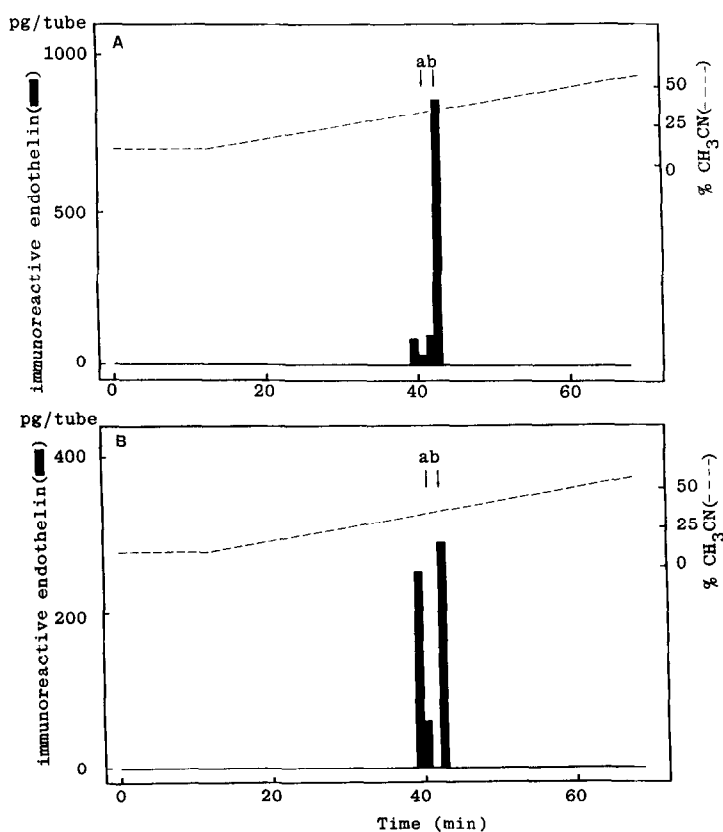 pg/tube
A
1000
500
0
immunoreactive endothelin(▬)
ab
50
25
0
% CH3CN(----)
0
20
40
60
pg/tube
B
400
200
0
immunoreactive endothelin(▬)
ab
50
25
0
% CH3CN(----)
0
20
40
60
Time (min)